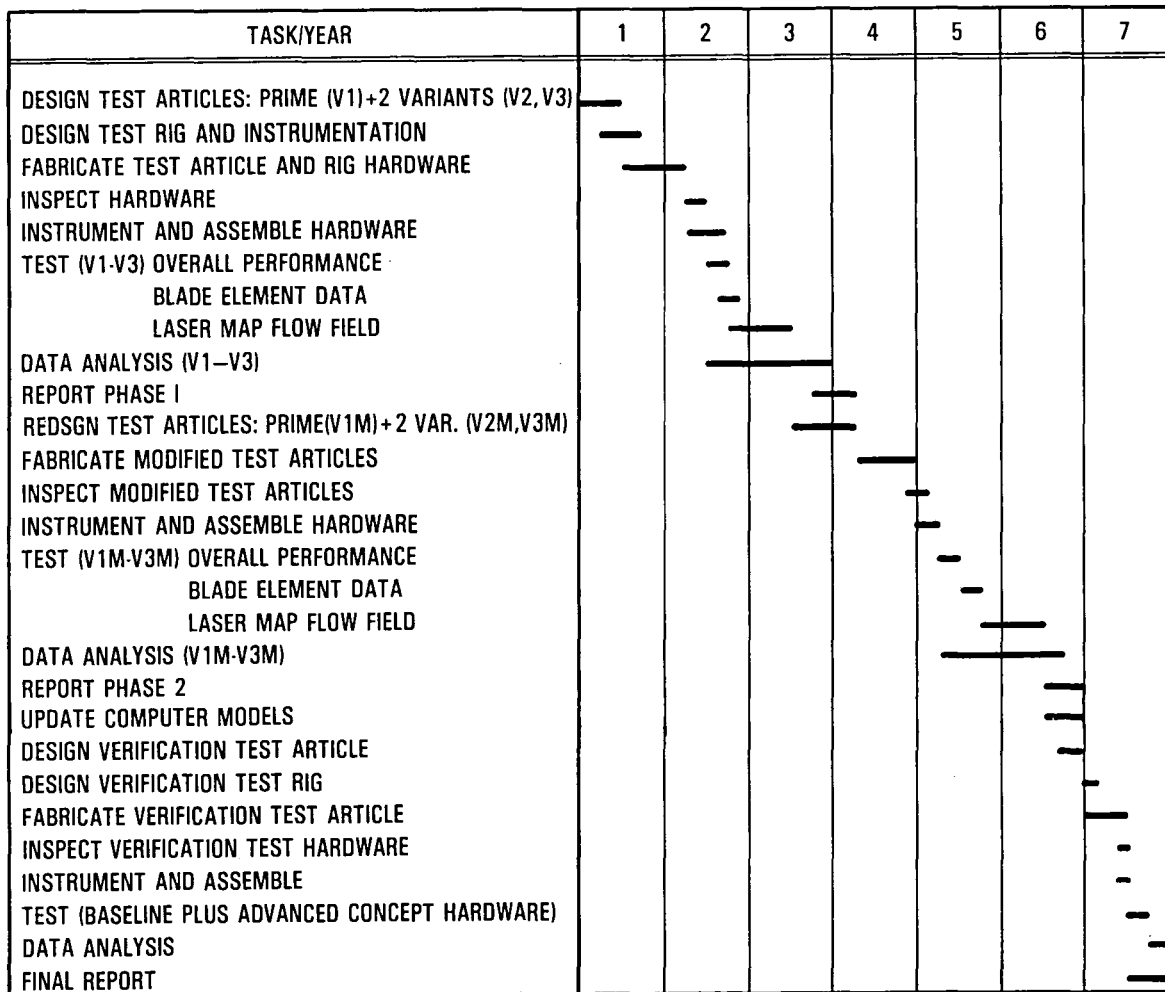 TASK/YEAR 1 2 3 4 5 6 7
DESIGN TEST ARTICLES: PRIME (V1)+2 VARIANTS (V2, V3)
DESIGN TEST RIG AND INSTRUMENTATION
FABRICATE TEST ARTICLE AND RIG HARDWARE
INSPECT HARDWARE
INSTRUMENT AND ASSEMBLE HARDWARE
TEST (V1-V3) OVERALL PERFORMANCE
BLADE ELEMENT DATA
LASER MAP FLOW FIELD
DATA ANALYSIS (V1–V3)
REPORT PHASE I
REDSGN TEST ARTICLES: PRIME(V1M)+2 VAR. (V2M,V3M)
FABRICATE MODIFIED TEST ARTICLES
INSPECT MODIFIED TEST ARTICLES
INSTRUMENT AND ASSEMBLE HARDWARE
TEST (V1M-V3M) OVERALL PERFORMANCE
BLADE ELEMENT DATA
LASER MAP FLOW FIELD
DATA ANALYSIS (V1M-V3M)
REPORT PHASE 2
UPDATE COMPUTER MODELS
DESIGN VERIFICATION TEST ARTICLE
DESIGN VERIFICATION TEST RIG
FABRICATE VERIFICATION TEST ARTICLE
INSPECT VERIFICATION TEST HARDWARE
INSTRUMENT AND ASSEMBLE
TEST (BASELINE PLUS ADVANCED CONCEPT HARDWARE)
DATA ANALYSIS
FINAL REPORT